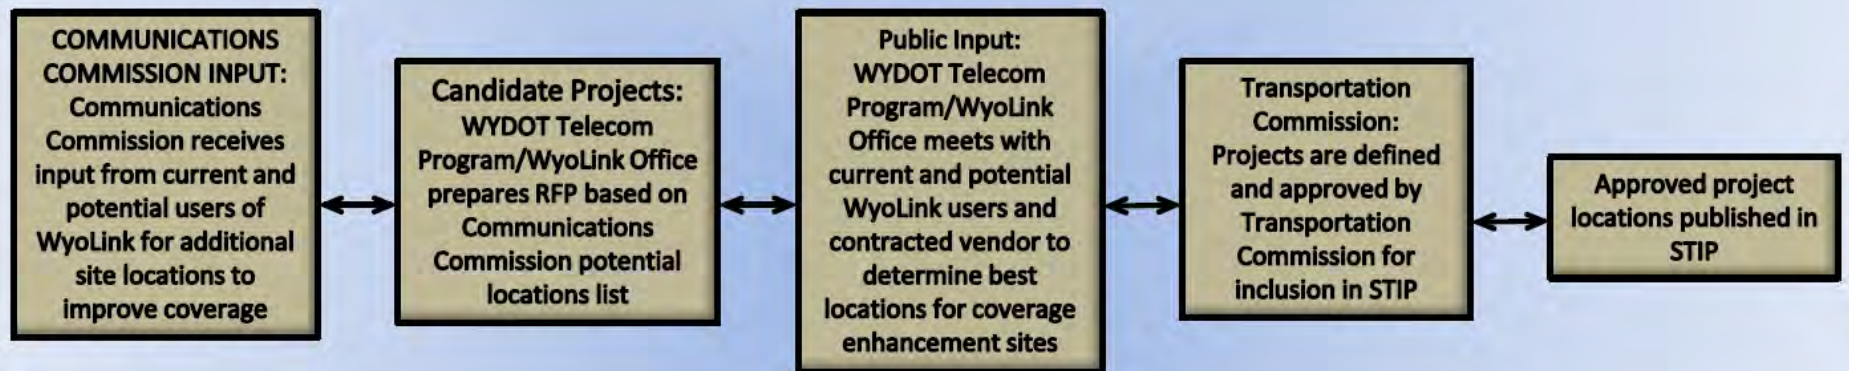 COMMUNICATIONS
COMMISSION INPUT:
Communications
Commission receives
input from current and
potential users of
WyoLink for additional
site locations to
improve coverage
Candidate Projects:
WYDOT Telecom
Program/WyoLink Office
prepares RFP based on
Communications
Commission potential
locations list
Public Input:
WYDOT Telecom
Program/WyoLink
Office meets with
current and potential
WyoLink users and
contracted vendor to
determine best
locations for coverage
enhancement sites
Transportation
Commission:
Projects are defined
and approved by
Transportation
Commission for
inclusion in STIP
Approved project
locations published in
STIP